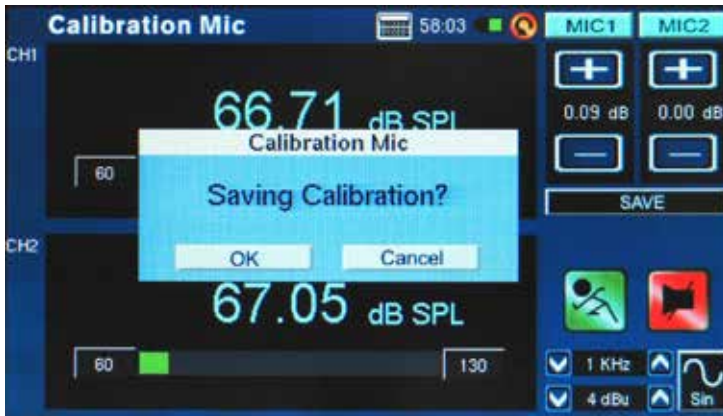 Calibration Mic
58:03
MIC1
MIC2
CH1
66.71 dB SPL
0.09 dB
0.00 dB
60
Calibration Mic
Saving Calibration?
OK
Cancel
SAVE
CH2
67.05 dB SPL
60
130
1 KHz
4 dBu
Sin